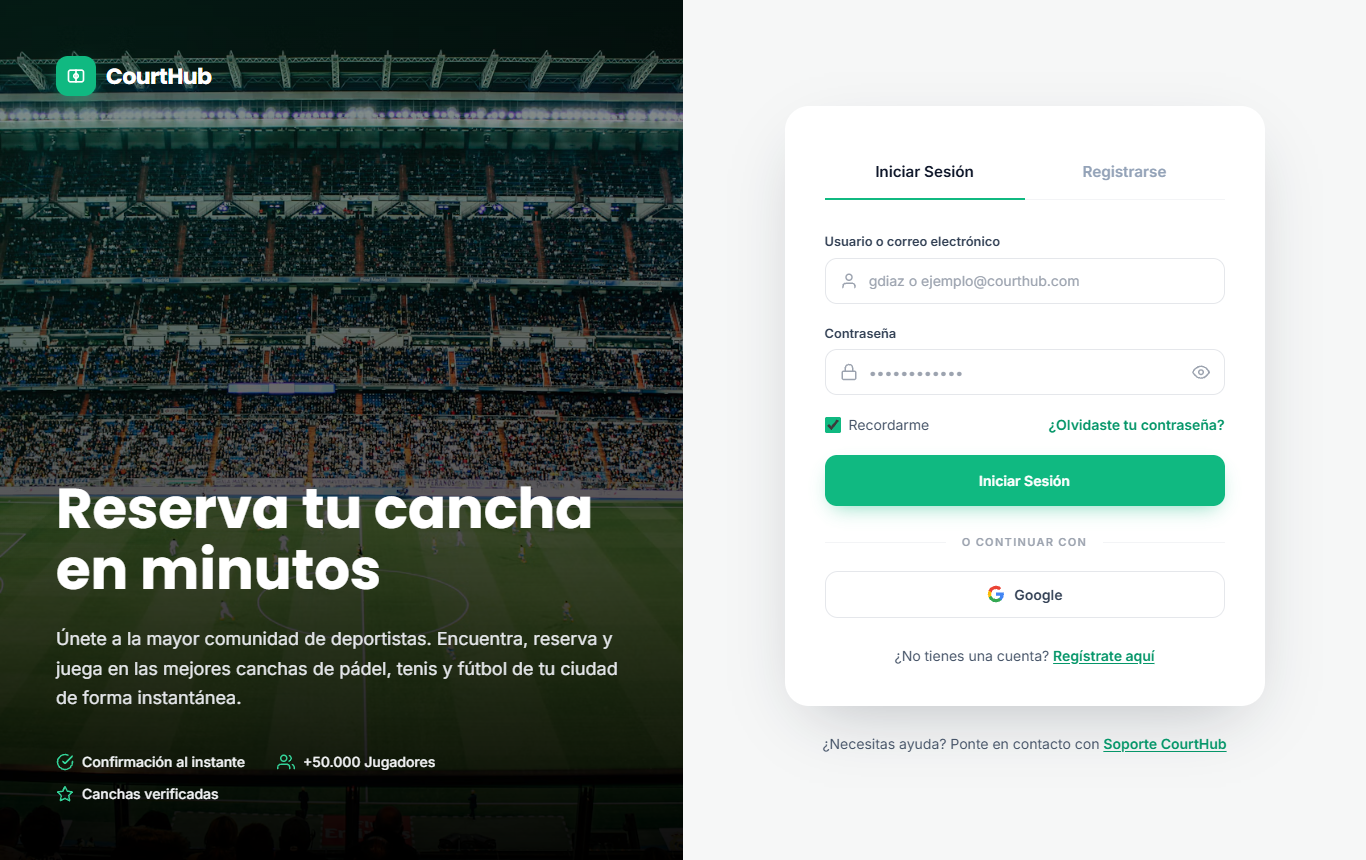 CourtHub
Reserva tu cancha
en minutos
Únete a la mayor comunidad de deportistas. Encuentra, reserva y
juega en las mejores canchas de pádel, tenis y fútbol de tu ciudad
de forma instantánea.
Confirmación al instante
+50.000 Jugadores
Canchas verificadas
Iniciar Sesión
Registrarse
Usuario o correo electrónico
gdiaz o ejemplo@courthub.com
Contraseña
••••••••••••
Recordarme
¿Olvidaste tu contraseña?
Iniciar Sesión
O CONTINUAR CON
Google
¿No tienes una cuenta? Regístrate aquí
¿Necesitas ayuda? Ponte en contacto con Soporte CourtHub